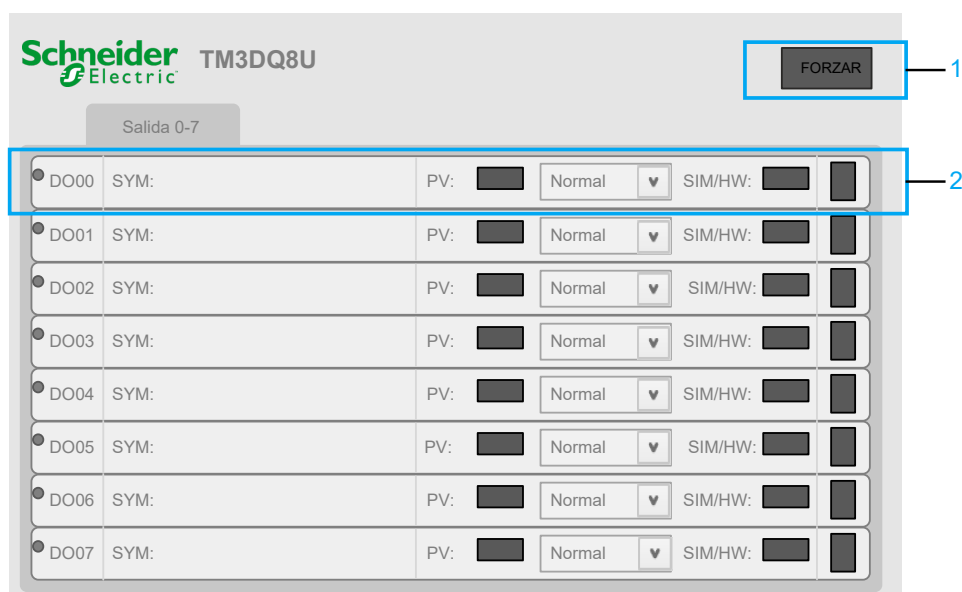 Schneider Electric TM3DQ8U
FORZAR
1
Salida 0-7
DO00 SYM: PV: Normal SIM/HW:
2
DO01 SYM: PV: Normal SIM/HW:
DO02 SYM: PV: Normal SIM/HW:
DO03 SYM: PV: Normal SIM/HW:
DO04 SYM: PV: Normal SIM/HW:
DO05 SYM: PV: Normal SIM/HW:
DO06 SYM: PV: Normal SIM/HW:
DO07 SYM: PV: Normal SIM/HW: